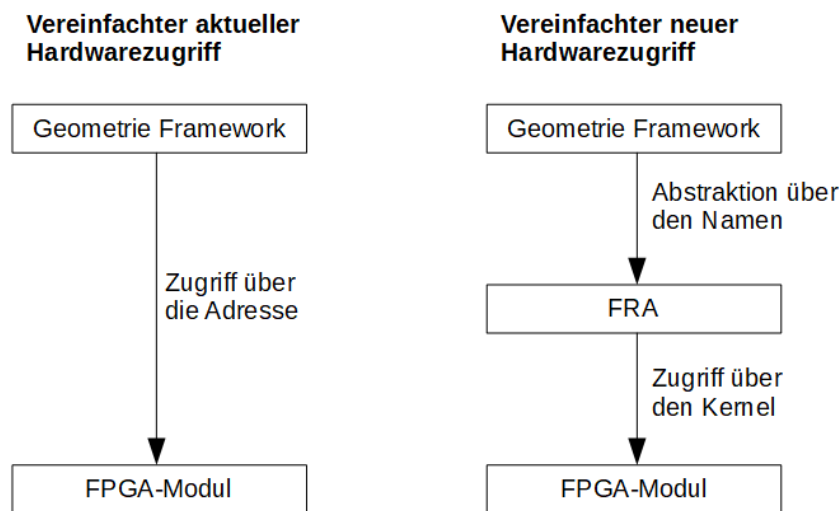 Vereinfachter aktueller
Hardwarezugriff
Geometrie Framework
Zugriff über
die Adresse
FPGA-Modul
Vereinfachter neuer
Hardwarezugriff
Geometrie Framework
Abstraktion über
den Namen
FRA
Zugriff über
den Kernel
FPGA-Modul